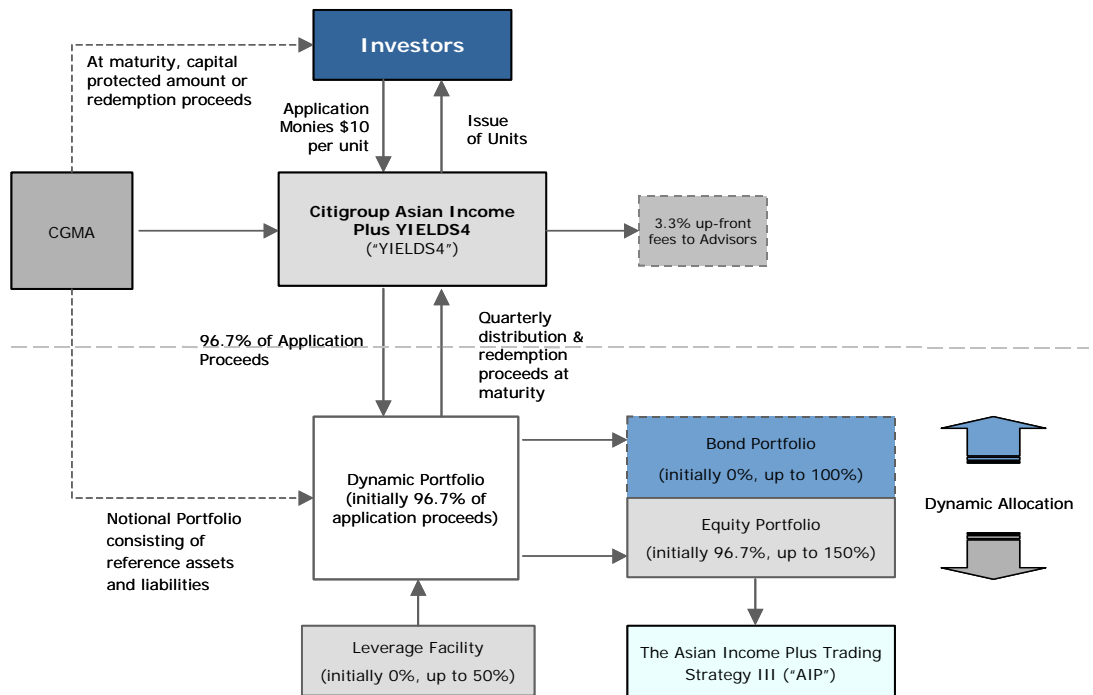 Investors
At maturity, capital
protected amount or
redemption proceeds
Application
Monies $10
per unit
Issue
of Units
CGMA
Citigroup Asian Income
Plus YIELDS4
("YIELDS4")
3.3% up-front
fees to Advisors
96.7% of Application
Proceeds
Quarterly
distribution &
redemption
proceeds at
maturity
Dynamic Portfolio
(initially 96.7% of
application proceeds)
Bond Portfolio
(initially 0%, up to 100%)
Equity Portfolio
(initially 96.7%, up to 150%)
Dynamic Allocation
Notional Portfolio
consisting of
reference assets
and liabilities
Leverage Facility
(initially 0%, up to 50%)
The Asian Income Plus Trading
Strategy III ("AIP")